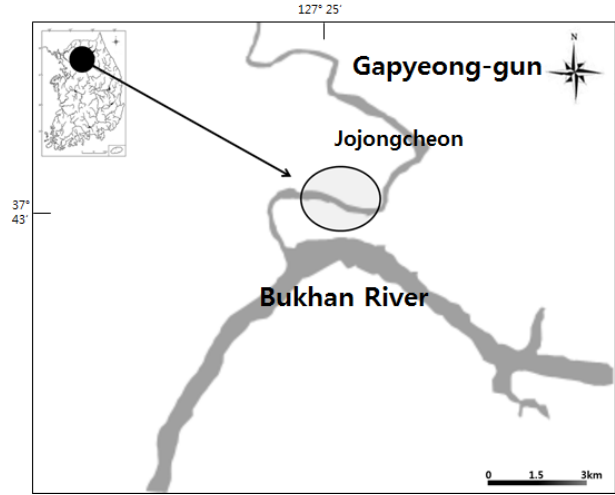 127° 25'
Gapyeong-gun
N
Jojongcheon
37°
43'
Bukhan River
0 1.5 3km